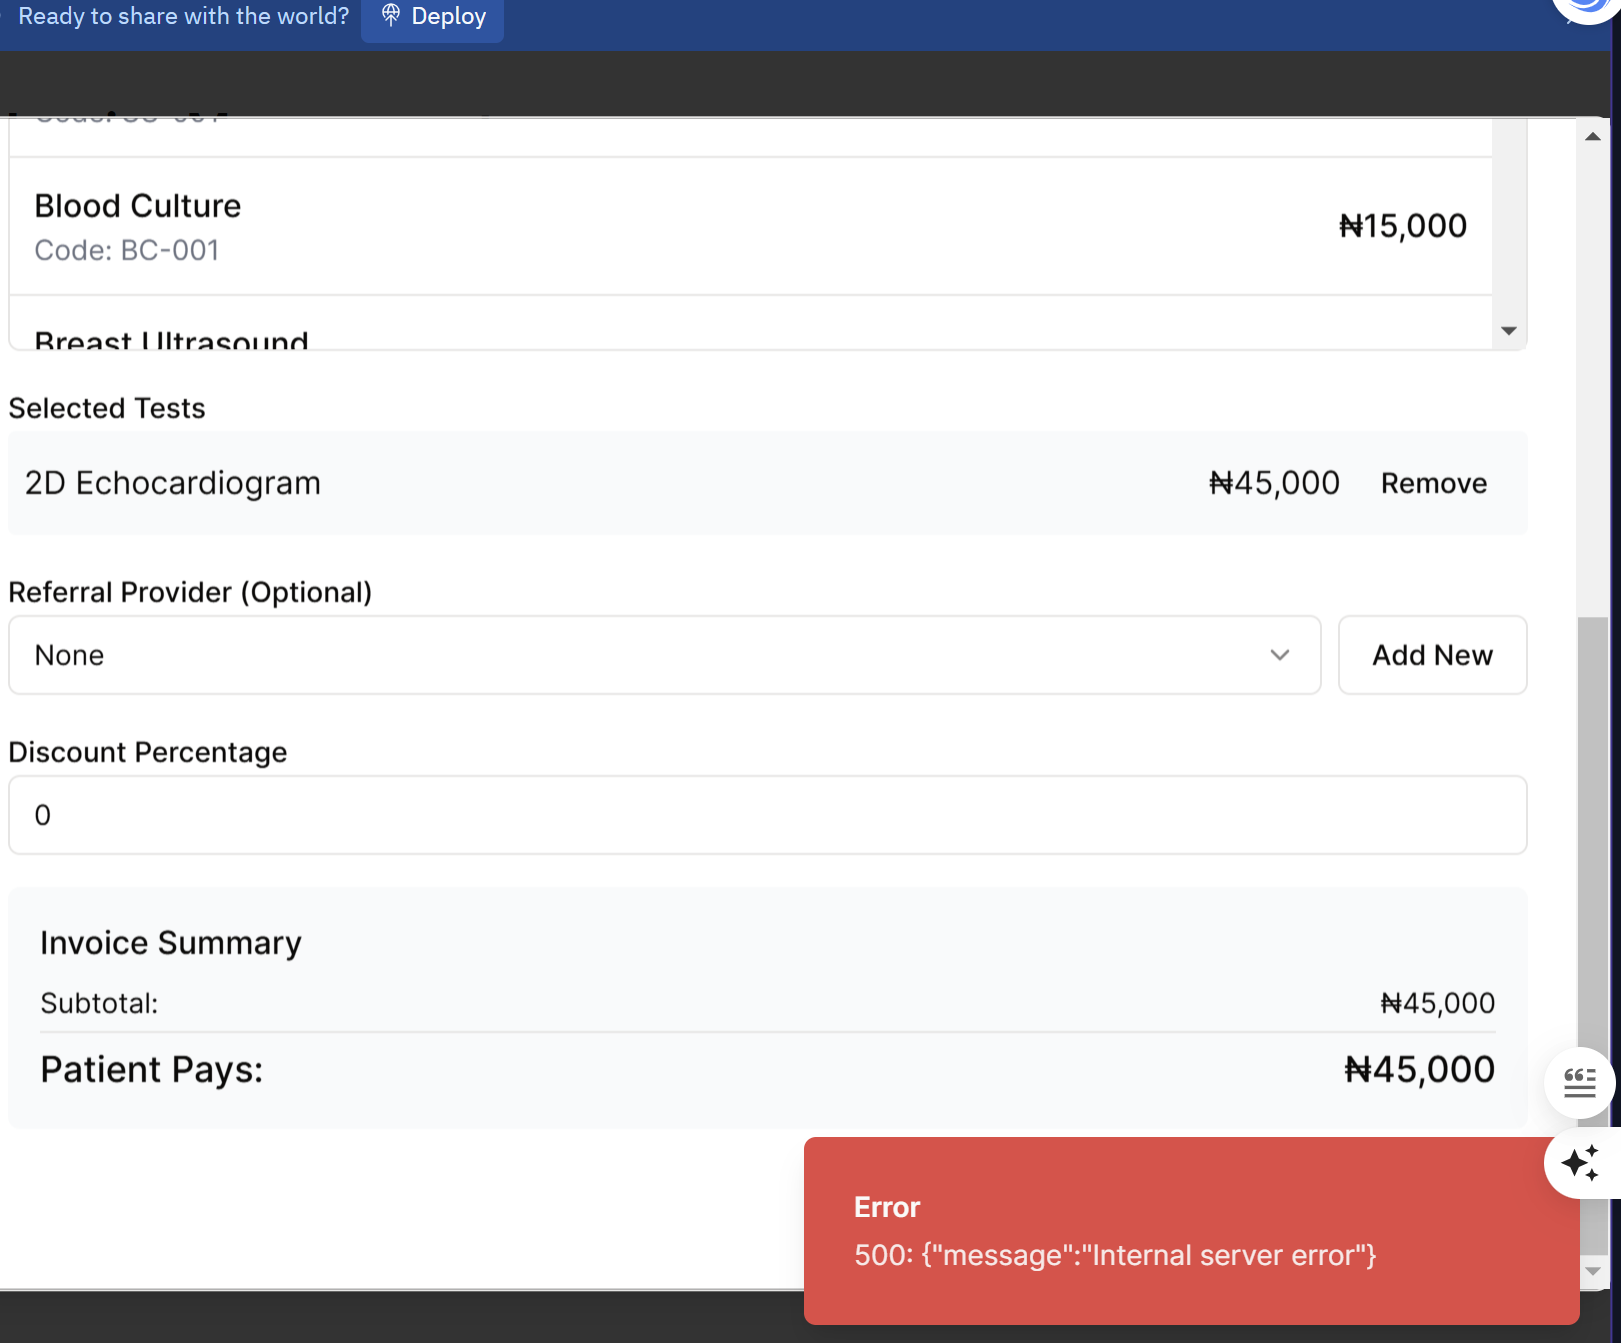 Ready to share with the world?
Deploy
Blood Culture
₦15,000
Code: BC-001
Breast Ultrasound
Selected Tests
2D Echocardiogram
₦45,000
Remove
Referral Provider (Optional)
None
Add New
Discount Percentage
0
Invoice Summary
Subtotal:
₦45,000
Patient Pays:
₦45,000
Error
500: {"message":"Internal server error"}